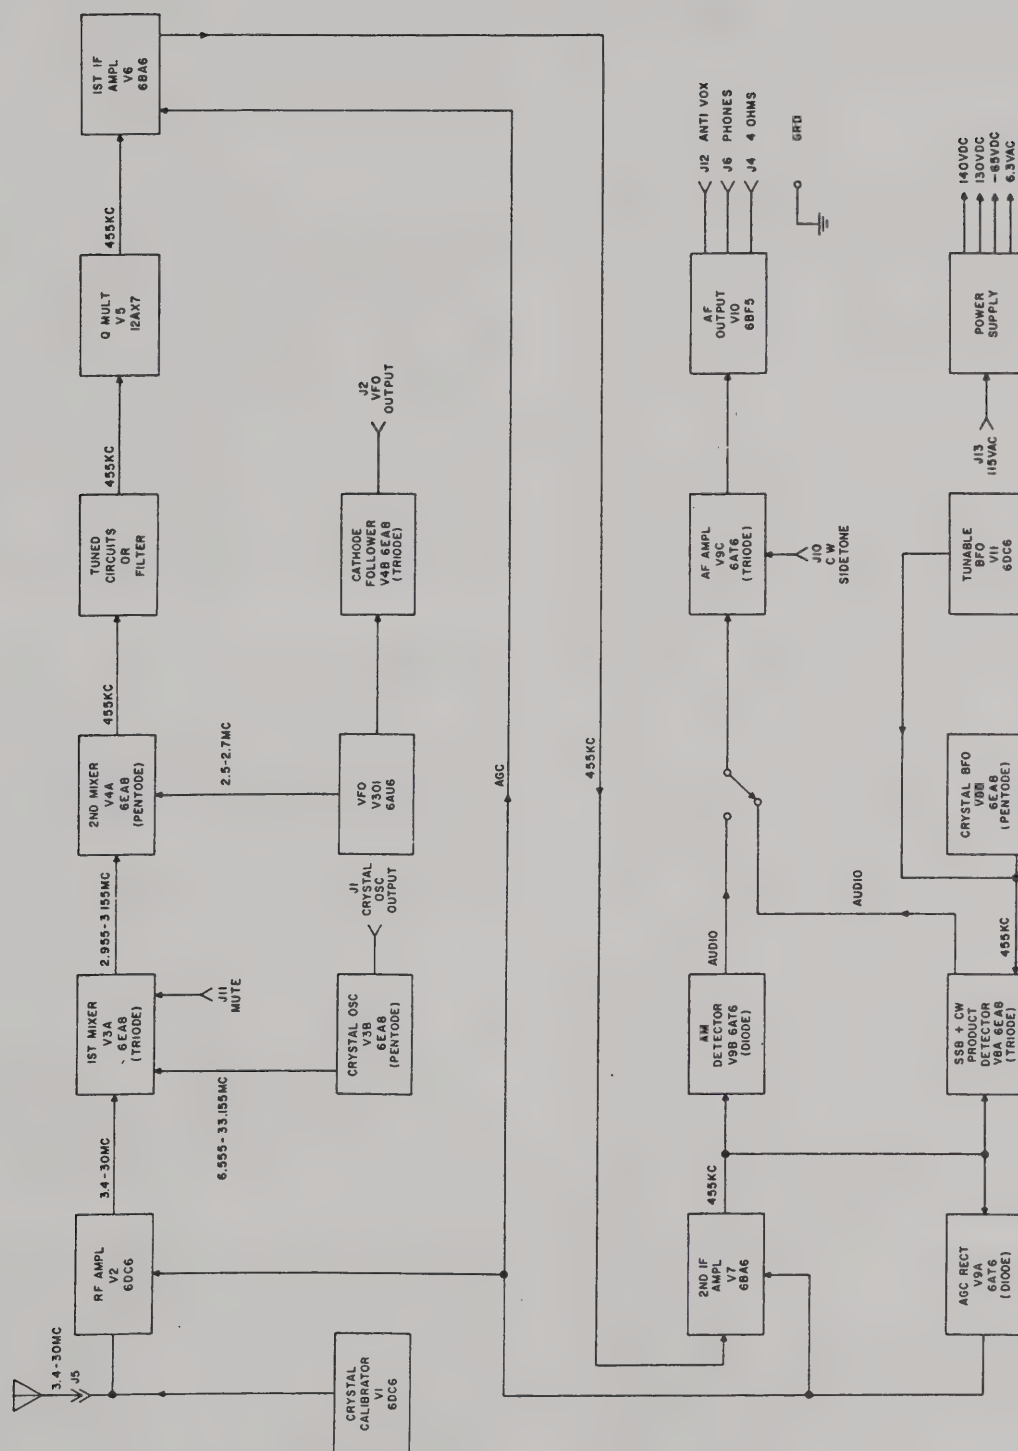 3.4-30MC
J5
CRYSTAL
CALIBRATOR
V1
6DC6
RF AMPL
V2
6DC6
3.4-30MC
1ST MIXER
V3A
6EA8
(TRIODE)
J11
MUTE
6.555-33.155MC
CRYSTAL OSC
V3B
6EA8
(PENTODE)
J1
CRYSTAL
OSC
OUTPUT
2.955-3.155MC
2ND MIXER
V4A
6EA8
(PENTODE)
2.5-2.7MC
VFO
V301
6AU6
CATHODE
FOLLOWER
V4B 6EA8
(TRIODE)
J2
VFO
OUTPUT
455KC
TUNED
CIRCUITS
OR
FILTER
455KC
Q MULT
V5
12AX7
455KC
1ST IF
AMPL
V6
6BA6
AGC
455KC
2ND IF
AMPL
V7
6BA6
455KC
AM
DETECTOR
V9B 6AT6
(DIODE)
AUDIO
AF AMPL
V9C
6AT6
(TRIODE)
J10
CW
SIDETONE
AF
OUTPUT
V10
6BF5
J12 ANTI VOX
J6 PHONES
J4 4 OHMS
GRD
AGC RECT
V9A
6AT6
(DIODE)
SSB + CW
PRODUCT
DETECTOR
V8A 6EA8
(TRIODE)
AUDIO
455KC
CRYSTAL BFO
6EA8
(PENTODE)
TUNABLE
BFO
V11
6DC6
J13
115VAC
POWER
SUPPLY
140VDC
130VDC
-65VDC
6.3VAC